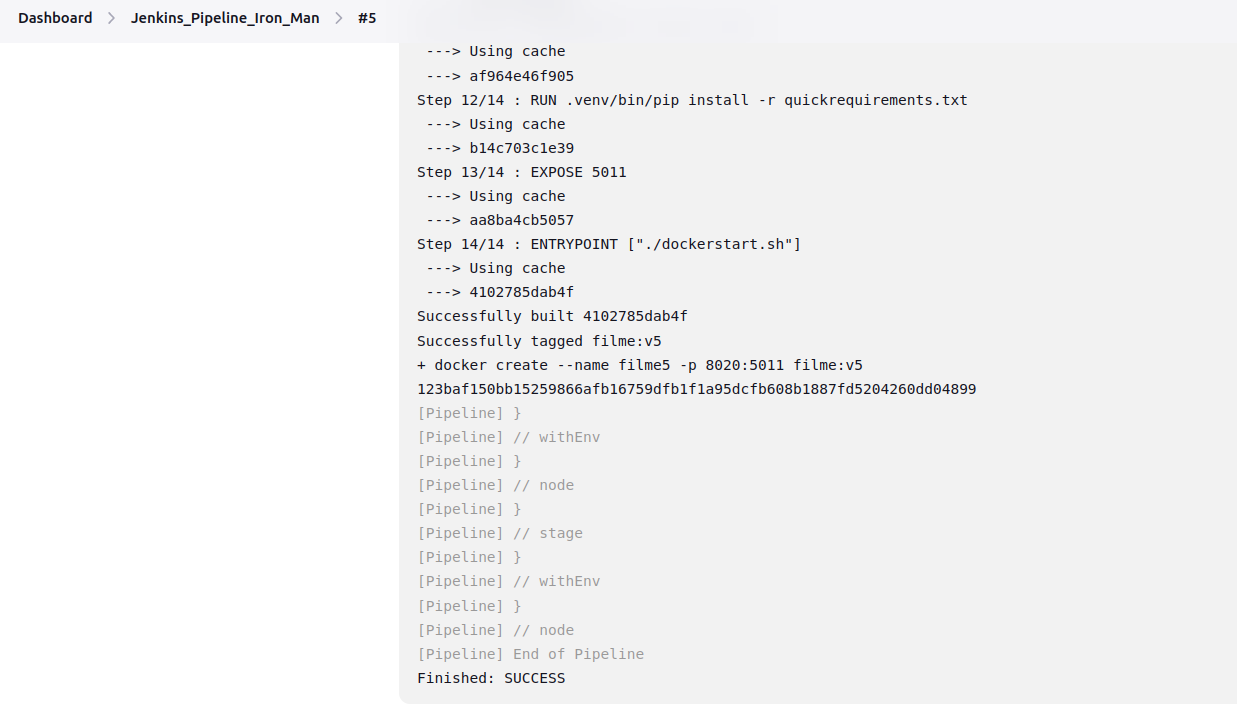 Dashboard > Jenkins_Pipeline_Iron_Man > #5
---> Using cache
---> af964e46f905
Step 12/14 : RUN .venv/bin/pip install -r quickrequirements.txt
---> Using cache
---> b14c703c1e39
Step 13/14 : EXPOSE 5011
---> Using cache
---> aa8ba4cb5057
Step 14/14 : ENTRYPOINT ["./dockerstart.sh"]
---> Using cache
---> 4102785dab4f
Successfully built 4102785dab4f
Successfully tagged filme:v5
+ docker create --name filme5 -p 8020:5011 filme:v5
123baf150bb15259866afb16759dfb1f1a95dcfb608b1887fd5204260dd04899
[Pipeline] }
[Pipeline] // withEnv
[Pipeline] }
[Pipeline] // node
[Pipeline] }
[Pipeline] // stage
[Pipeline] }
[Pipeline] // withEnv
[Pipeline] }
[Pipeline] // node
[Pipeline] End of Pipeline
Finished: SUCCESS